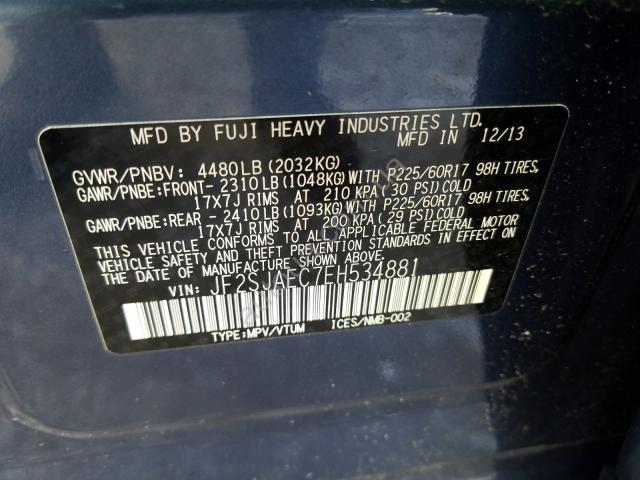 MFD BY FUJI HEAVY INDUSTRIES LTD.
MFD IN 12/13
GVWR/PNBV: 4480LB (2032KG)
GAWR/PNBE:FRONT- 2310LB (1048KG)WITH P225/60R17 98H TIRES,
17X7J RIMS AT 210 KPA (30 PSI)COLD
GAWR/PNBE:REAR - 2410LB (1093KG)WITH P225/60R17 98H TIRES,
17X7J RIMS AT 200 KPA (29 PSI)COLD
THIS VEHICLE CONFORMS TO ALL APPLICABLE FEDERAL MOTOR
VEHICLE SAFETY AND THEFT PREVENTION STANDARDS IN EFFECT ON
THE DATE OF MANUFACTURE SHOWN ABOVE.
VIN: JF2SJAFC7EH534881
TYPE:MPV/VTUM ICES/NMB-002